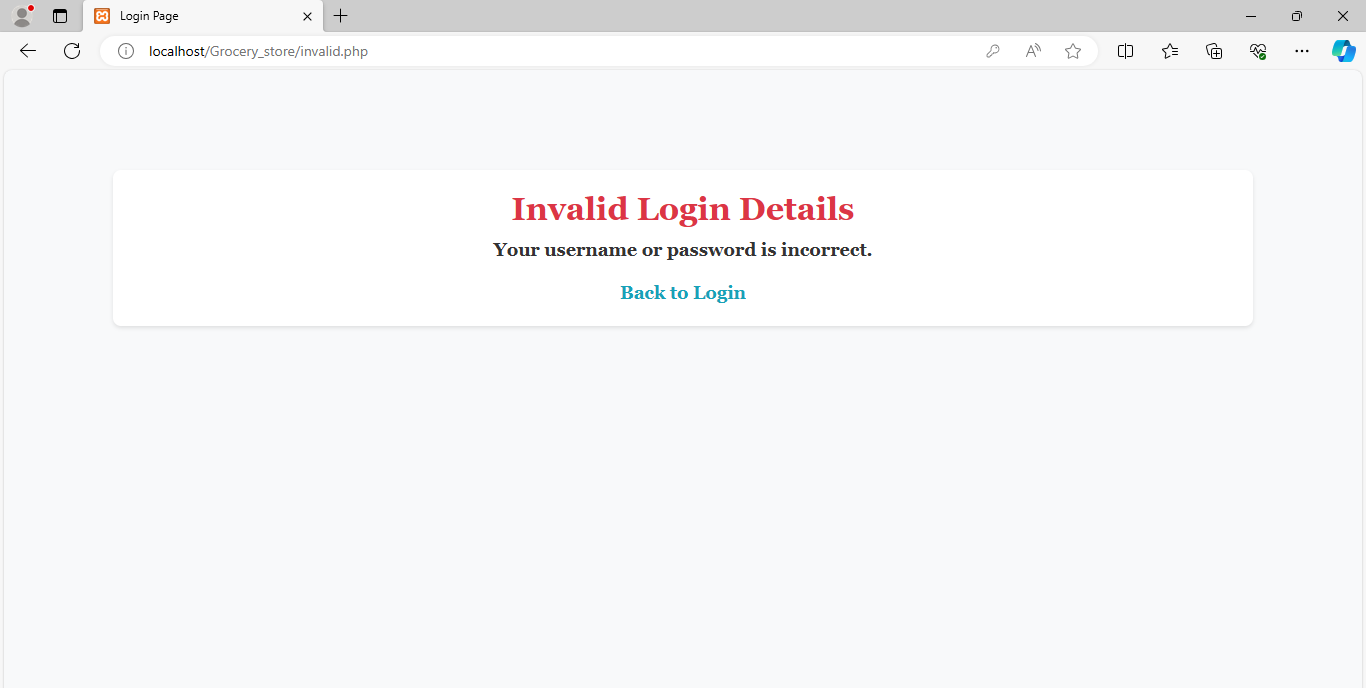 Login Page
localhost/Grocery_store/invalid.php
Invalid Login Details
Your username or password is incorrect.
Back to Login